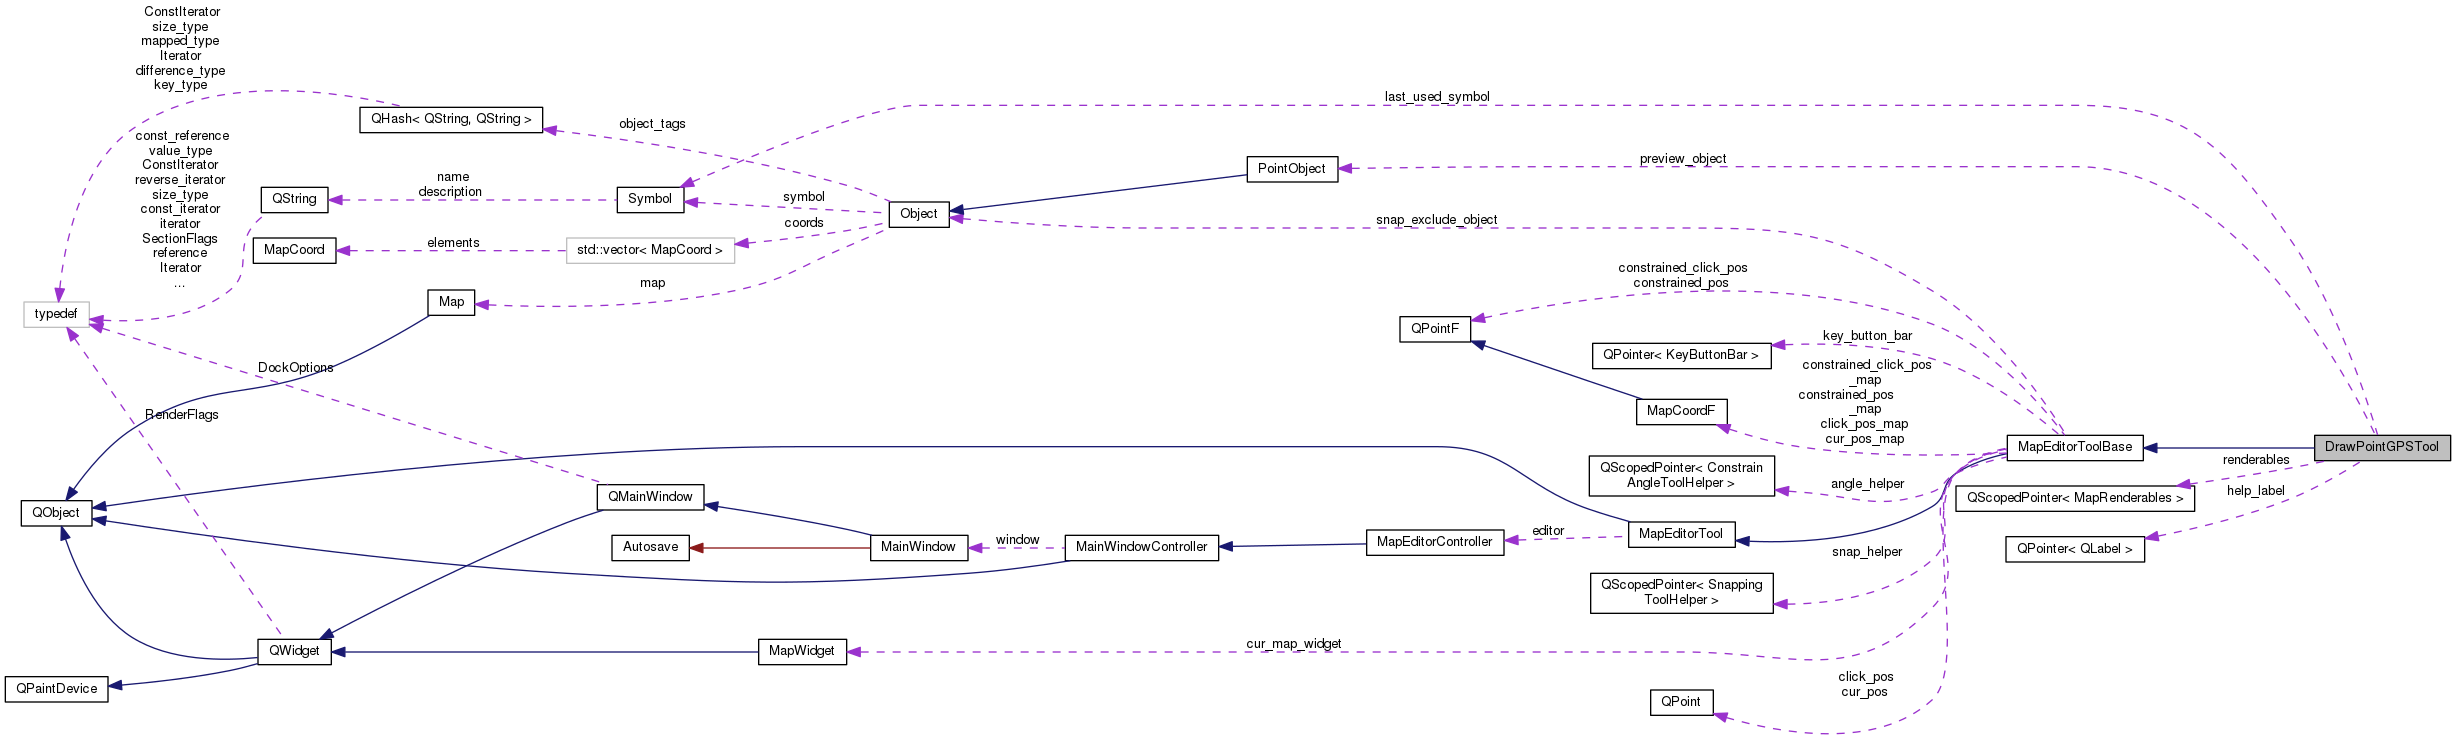 ConstIterator
size_type
mapped_type
Iterator
difference_type
key_type
QHash< QString, QString >
last_used_symbol
object_tags
const_reference
value_type
ConstIterator
reverse_iterator
size_type
const_iterator
iterator
SectionFlags
reference
Iterator
...
name
description
QString
Symbol
symbol
PointObject
preview_object
Object
snap_exclude_object
coords
MapCoord
elements
std::vector< MapCoord >
map
Map
typedef
constrained_click_pos
constrained_pos
QPointF
key_button_bar
QPointer< KeyButtonBar >
DockOptions
constrained_click_pos
_map
constrained_pos
_map
click_pos_map
cur_pos_map
MapCoordF
RenderFlags
MapEditorToolBase
DrawPointGPSTool
renderables
QScopedPointer< Constrain
AngleToolHelper >
angle_helper
QScopedPointer< MapRenderables >
help_label
QMainWindow
QObject
MapEditorTool
editor
MapEditorController
MainWindowController
window
MainWindow
Autosave
QPointer< QLabel >
snap_helper
QScopedPointer< Snapping
ToolHelper >
QWidget
MapWidget
cur_map_widget
QPaintDevice
click_pos
cur_pos
QPoint